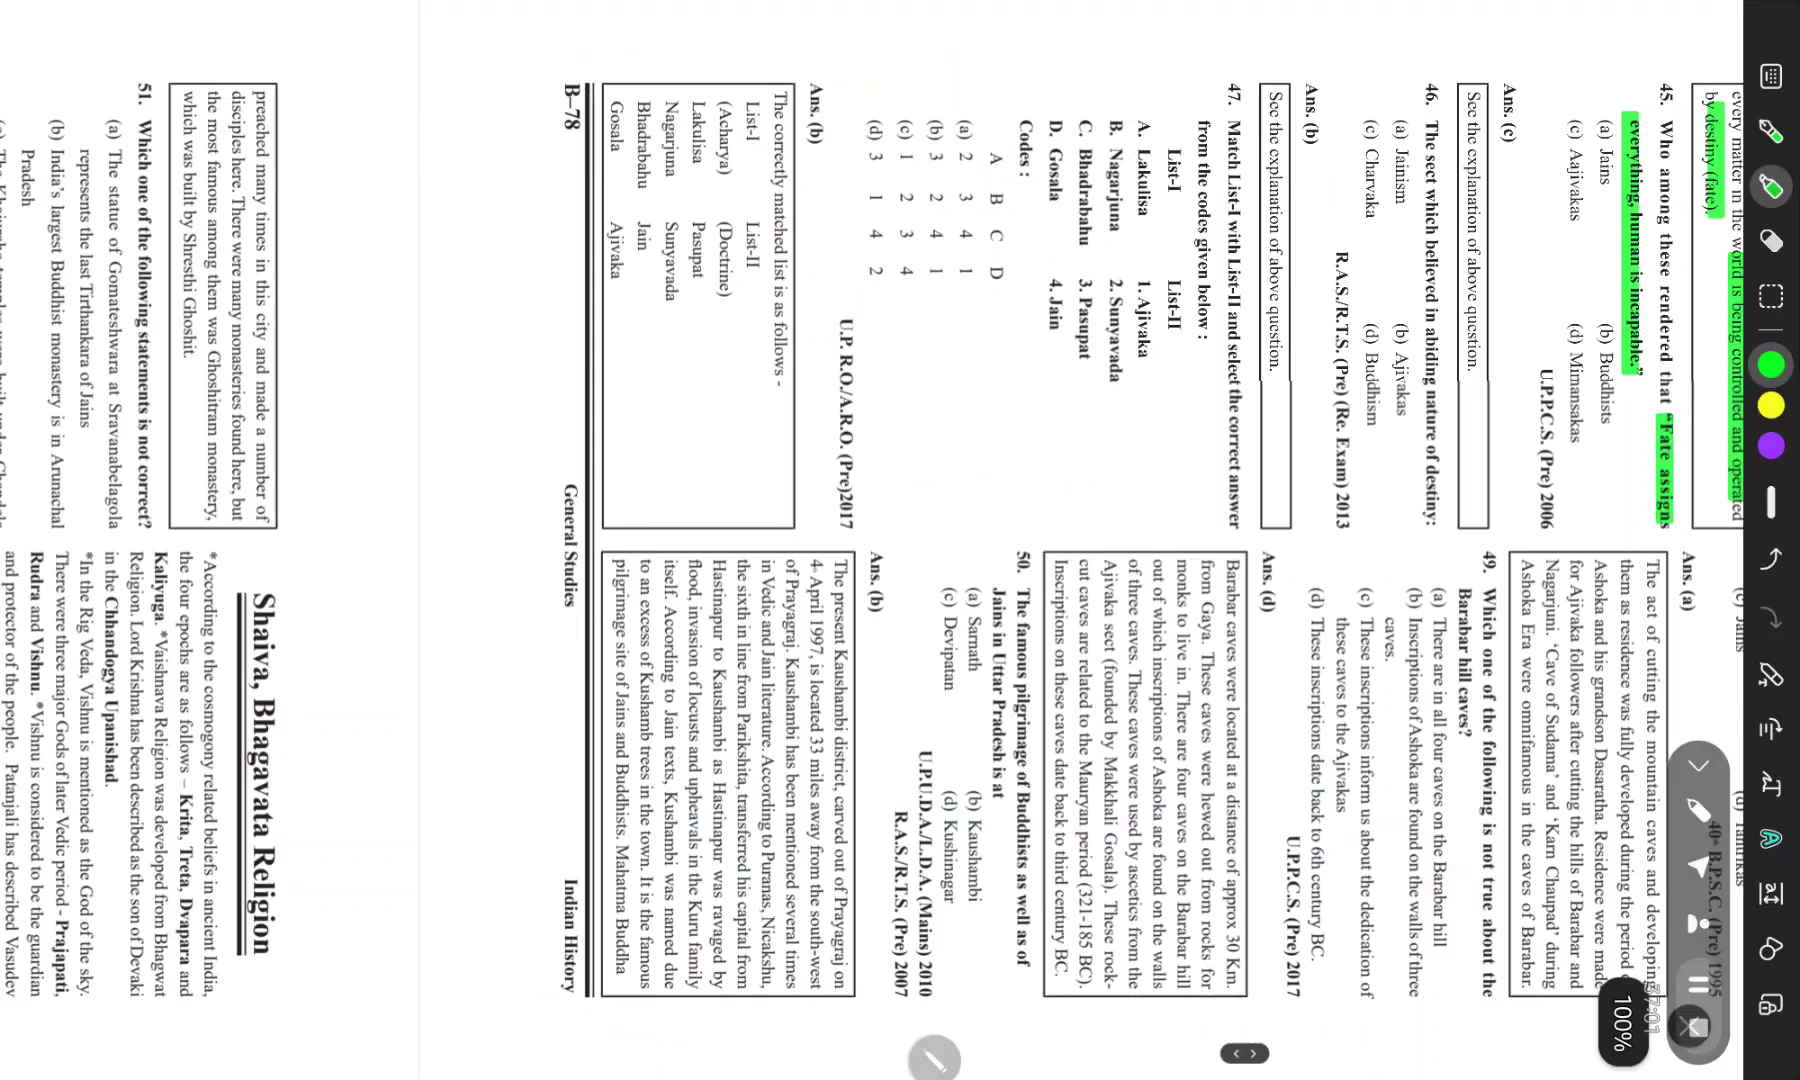 every matter in the world is being controlled and operated
by destiny (fate).
45. Who among these rendered that “Fate assigns
everything, human is incapable.”
(a) Jains (b) Buddhists
(c) Aajivakas (d) Mimansakas
U.P.P.C.S. (Pre) 2006
Ans. (c)
See the explanation of above question.
46. The sect which believed in abiding nature of destiny:
(a) Jainism (b) Ajivakas
(c) Charvaka (d) Buddhism
R.A.S./R.T.S. (Pre) (Re. Exam) 2013
Ans. (b)
See the explanation of above question.
47. Match List-I with List-II and select the correct answer
from the codes given below :
List-I List-II
A. Lakulisa 1. Ajivaka
B. Nagarjuna 2. Sunyavada
C. Bhadrabahu 3. Pasupat
D. Gosala 4. Jain
Codes :
A B C D
(a) 2 3 4 1
(b) 3 2 4 1
(c) 1 2 3 4
(d) 3 1 4 2
U.P. R.O./A.R.O. (Pre)2017
Ans. (b)
The correctly matched list is as follows -
List-I List-II
(Acharya) (Doctrine)
Lakulisa Pasupat
Nagarjuna Sunyavada
Bhadrabahu Jain
Gosala Ajivaka
(c) Jains (d) Tantrikas
40th B.P.S.C. (Pre) 1995
Ans. (a)
The act of cutting the mountain caves and developing
them as residence was fully developed during the period
Ashoka and his grandson Dasaratha. Residence were made
for Ajivaka followers after cutting the hills of Barabar and
Nagarjuni. ‘Cave of Sudama’ and ‘Karn Chaupad’ during
Ashoka Era were omnifamous in the caves of Barabar.
49. Which one of the following is not true about the
Barabar hill caves?
(a) There are in all four caves on the Barabar hill
(b) Inscriptions of Ashoka are found on the walls of three
caves.
(c) These inscriptions inform us about the dedication of
these caves to the Ajivakas
(d) These inscriptions date back to 6th century BC.
U.P.P.C.S. (Pre) 2017
Ans. (d)
Barabar caves were located at a distance of approx 30 Km.
from Gaya. These caves were hewed out from rocks for
monks to live in. There are four caves on the Barabar hill
out of which inscriptions of Ashoka are found on the walls
of three caves. These caves were used by ascetics from the
Ajivaka sect (founded by Makkhali Gosala). These rock-
cut caves are related to the Mauryan period (321-185 BC).
Inscriptions on these caves date back to third century BC.
50. The famous pilgrimage of Buddhists as well as of
Jains in Uttar Pradesh is at
(a) Sarnath (b) Kaushambi
(c) Devipatan (d) Kushinagar
U.P.U.D.A./L.D.A. (Mains) 2010
R.A.S./R.T.S. (Pre) 2007
Ans. (b)
The present Kaushambi district, carved out of Prayagraj on
4 April 1997, is located 33 miles away from the south-west
of Prayagraj. Kaushambi has been mentioned several times
in Vedic and Jain literature. According to Puranas, Nicakshu,
the sixth in line from Parikshita, transferred his capital from
Hastinapur to Kaushambi as Hastinapur was ravaged by
flood, invasion of locusts and upheavals in the Kuru family
itself. According to Jain texts, Kushambi was named due
to an excess of Kushamb trees in the town. It is the famous
pilgrimage site of Jains and Buddhists. Mahatma Buddha
B–78 General Studies Indian History
preached many times in this city and made a number of
disciples here. There were many monasteries found here, but
the most famous among them was Ghoshitram monastery,
which was built by Shresthi Ghoshit.
51. Which one of the following statements is not correct?
(a) The statue of Gomateshwara at Sravanabelagola
represents the last Tirthankara of Jains
(b) India’s largest Buddhist monastery is in Arunachal
Pradesh
(c) The Khajuraho temples were built under Chandela
Shaiva, Bhagavata Religion
*According to the cosmogony related beliefs in ancient India,
the four epochs are as follows – Krita, Treta, Dvapara and
Kaliyuga. *Vaishnava Religion was developed from Bhagwat
Religion. Lord Krishna has been described as the son of Devaki
in the Chhandogya Upanishad.
*In the Rig Veda, Vishnu is mentioned as the God of the sky.
There were three major Gods of later Vedic period - Prajapati,
Rudra and Vishnu. *Vishnu is considered to be the guardian
and protector of the people. Patanjali has described Vasudev
37:01
100%